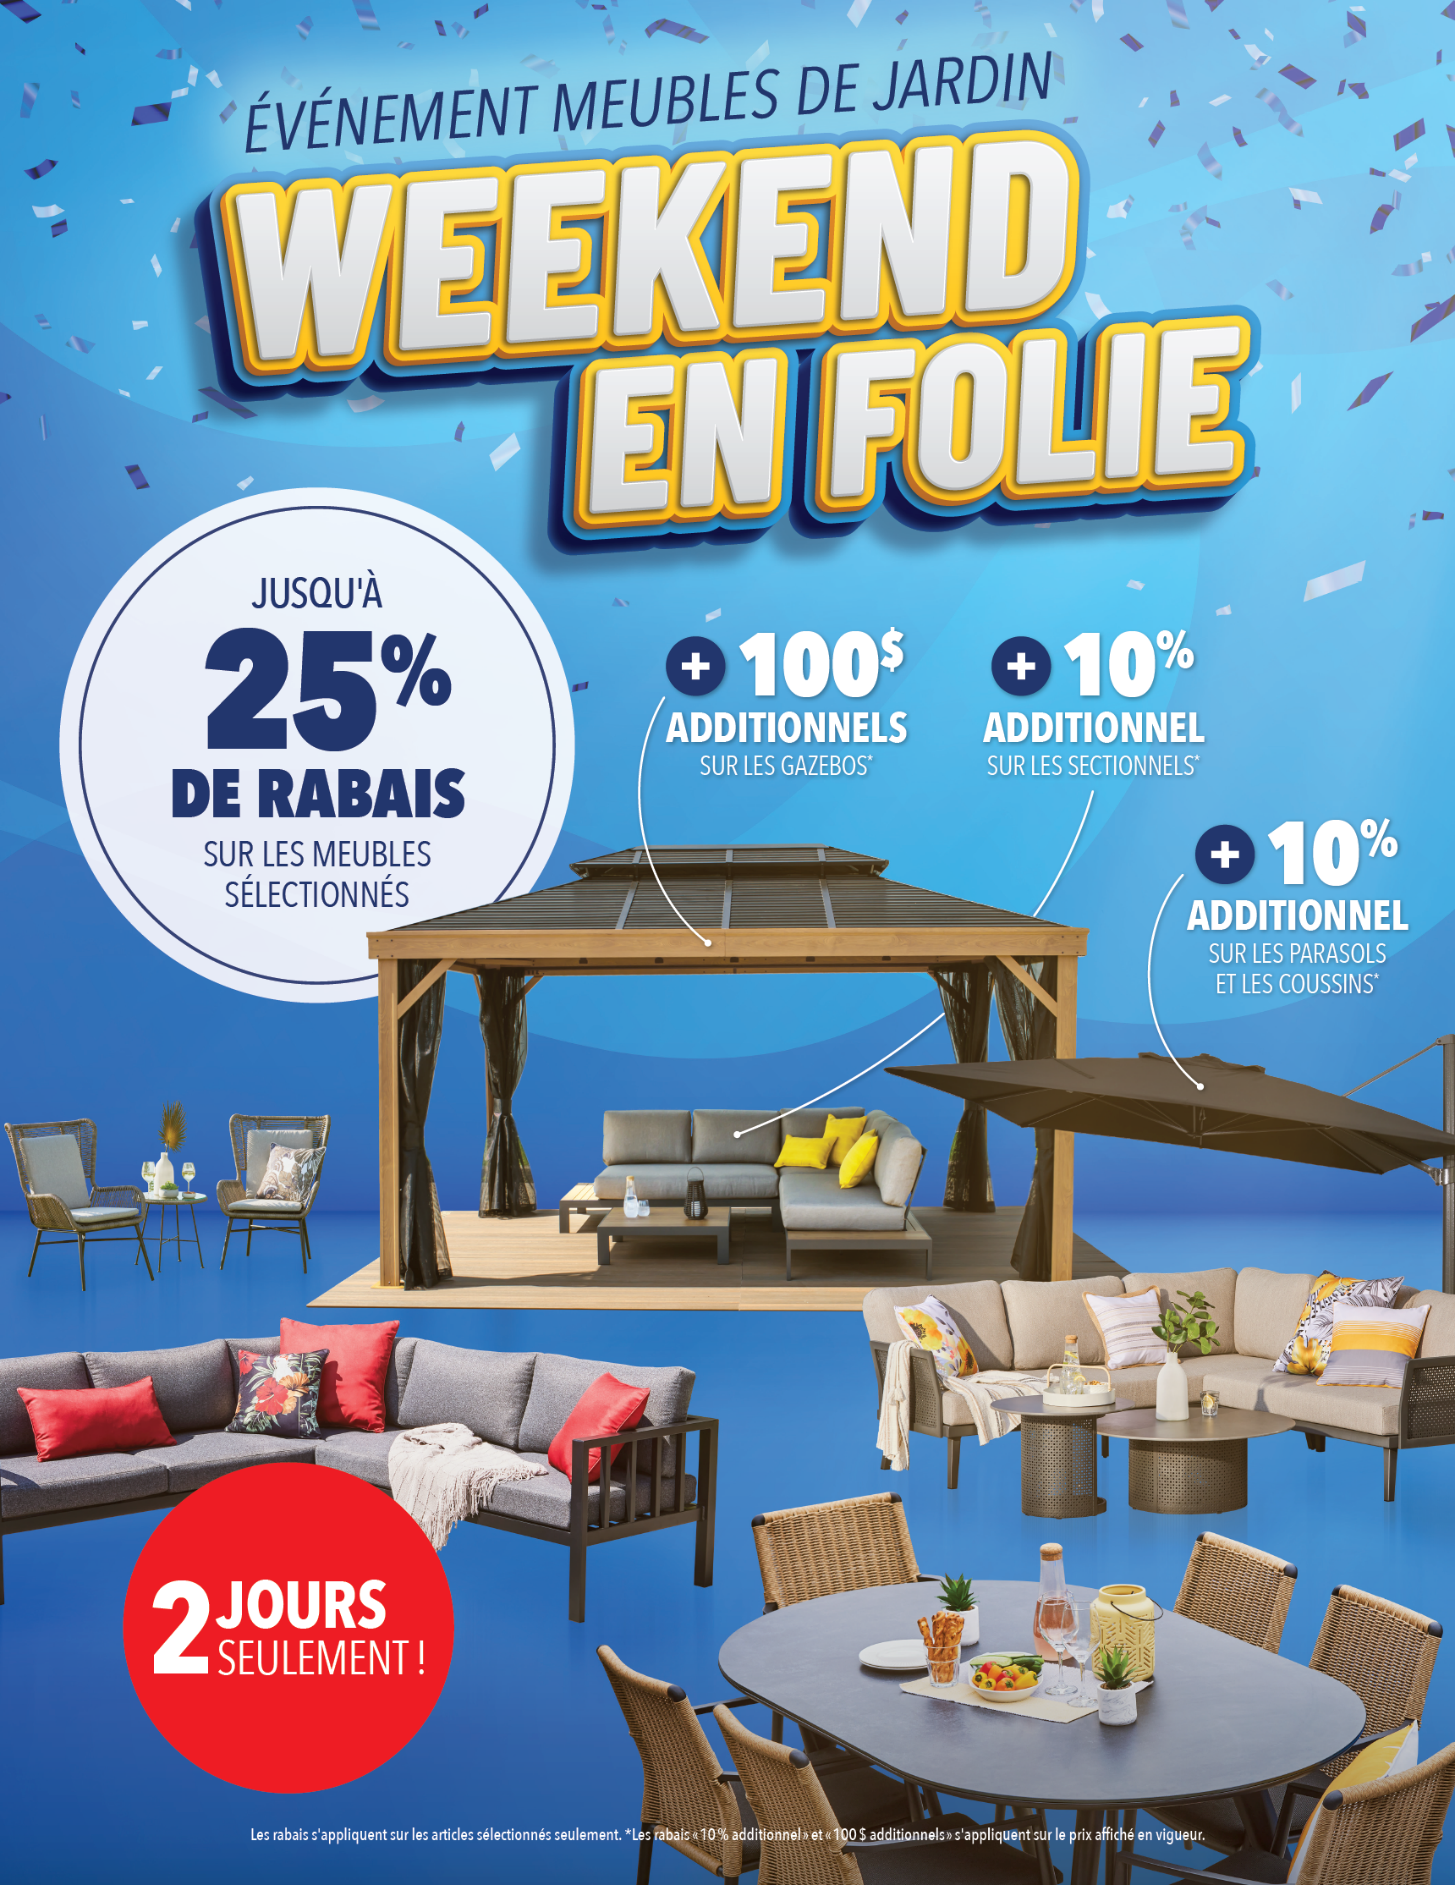 ÉVÉNEMENT MEUBLES DE JARDIN
WEEKEND
EN FOLIE
JUSQU'À
25%
DE RABAIS
SUR LES MEUBLES
SÉLECTIONNÉS
+ 100$
ADDITIONNELS
SUR LES GAZEBOS*
+ 10%
ADDITIONNEL
SUR LES SECTIONNELS*
+ 10%
ADDITIONNEL
SUR LES PARASOLS
ET LES COUSSINS*
2 JOURS
SEULEMENT !
Les rabais s'appliquent sur les articles sélectionnés seulement. *Les rabais « 10 % additionnel » et « 100 $ additionnels » s'appliquent sur le prix affiché en vigueur.